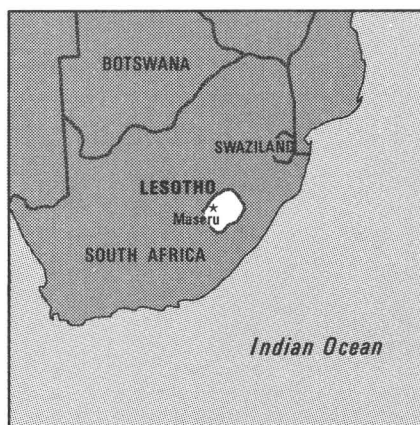 BOTSWANA
SWAZILAND
LESOTHO
Maseru
SOUTH AFRICA
Indian Ocean